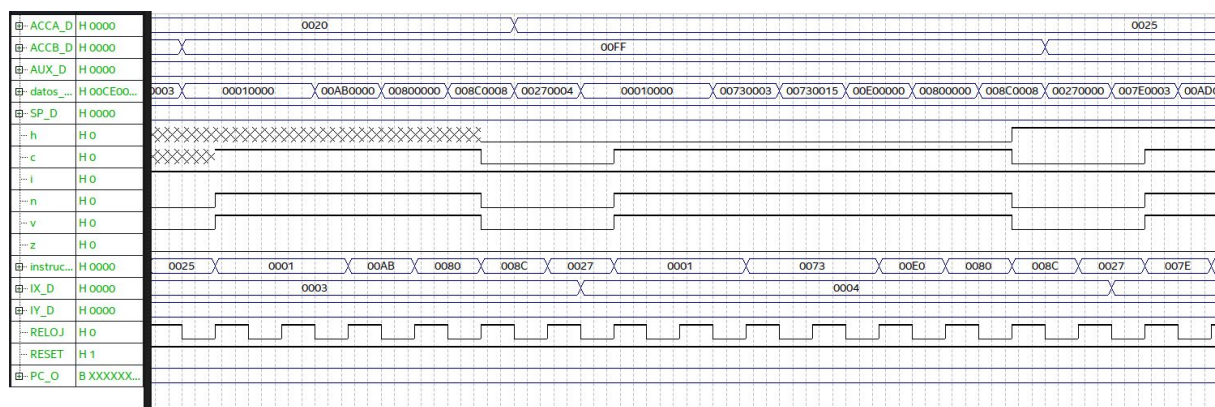 ACCA_D H 0000 0020 0025
ACCB_D H 0000 00FF
AUX_D H 0000
datos_... H 00CE00... 0003 00010000 00AB0000 00800000 008C0008 00270004 00010000 00730003 00730015 00E00000 00800000 008C0008 00270000 007E0003 00AD0
SP_D H 0000
h H 0
c H 0
i H 0
n H 0
v H 0
z H 0
instruc... H 0000 0025 0001 00AB 0080 008C 0027 0001 0073 00E0 0080 008C 0027 007E
IX_D H 0000 0003 0004
IY_D H 0000
RELOJ H 0
RESET H 1
PC_O B XXXXXX...